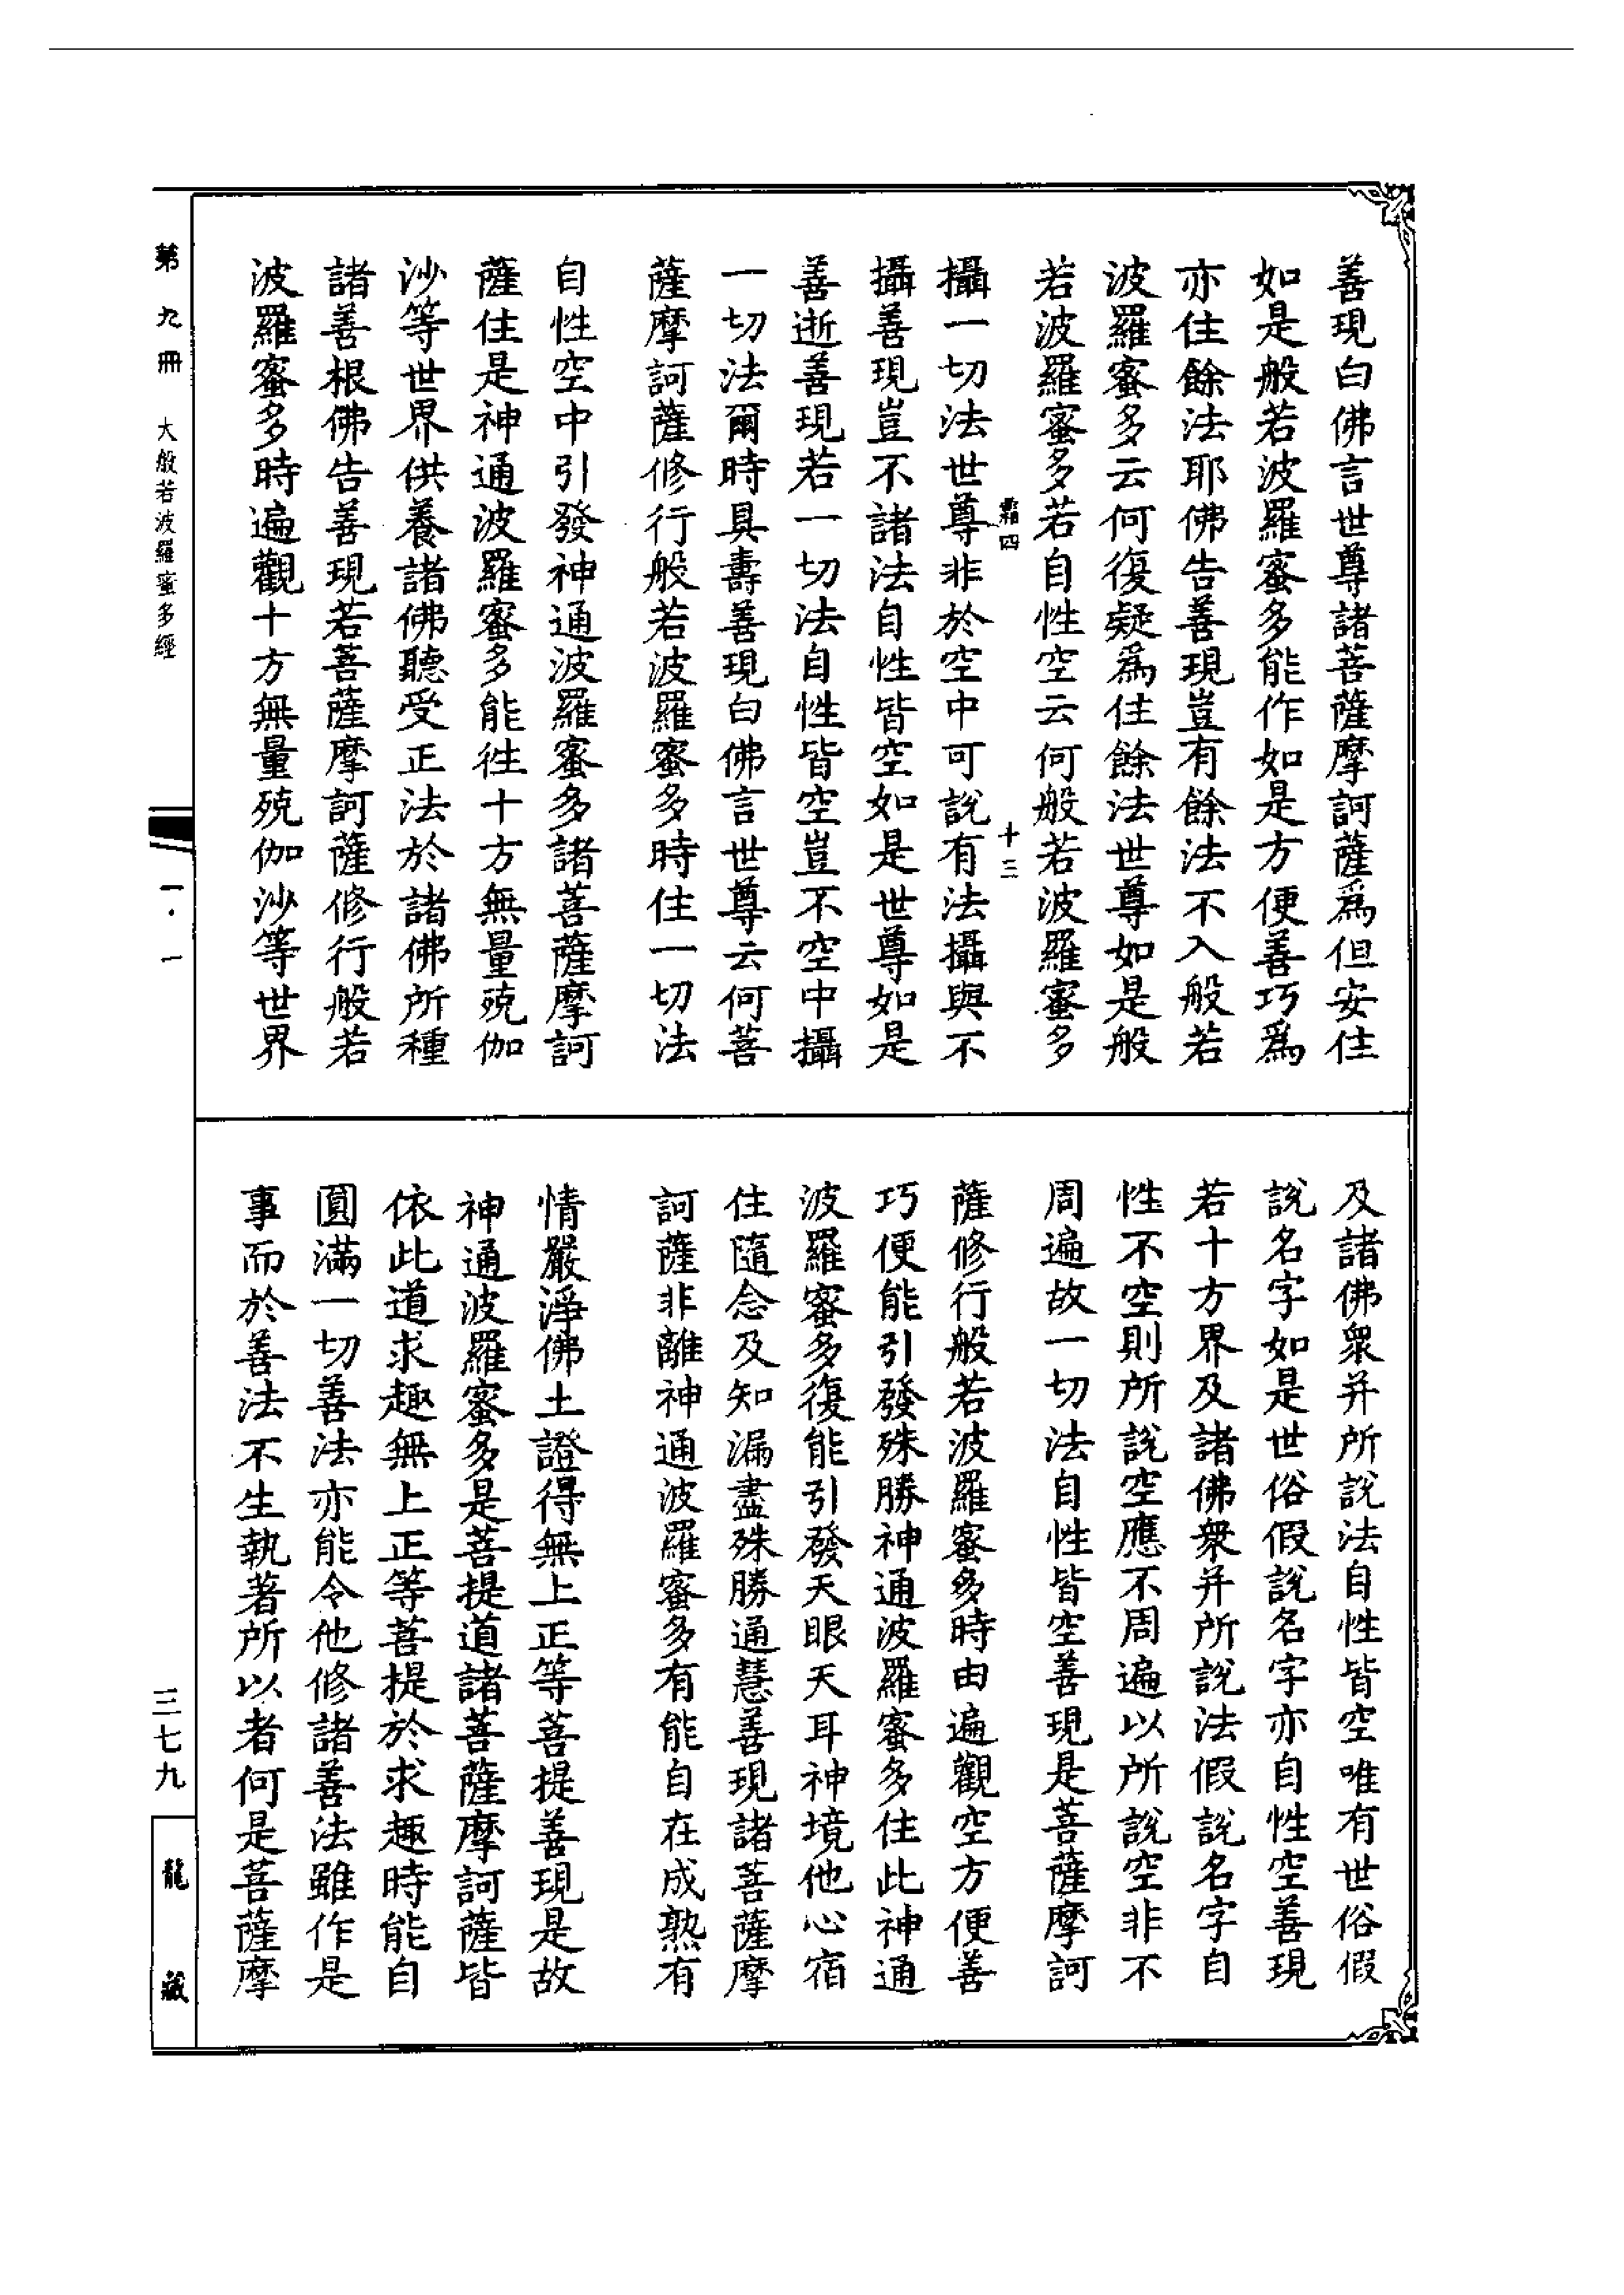 善現白佛言世尊諸菩薩摩訶薩爲但安住
如是般若波羅蜜多能作如是方便善巧爲
亦住餘法耶佛告善現豈有餘法不入般若
波羅蜜多云何復疑爲住餘法世尊如是般
若波羅蜜多若自性空云何般若波羅蜜多
霜四 十三
攝一切法世尊非於空中可說有法攝與不
攝善現豈不諸法自性皆空如是世尊如是
善逝善現若一切法自性皆空豈不空中攝
一切法爾時具壽善現白佛言世尊云何菩
薩摩訶薩修行般若波羅蜜多時住一切法
自性空中引發神通波羅蜜多諸菩薩摩訶
薩住是神通波羅蜜多能往十方無量殑伽
沙等世界供養諸佛聽受正法於諸佛所種
諸善根佛告善現若菩薩摩訶薩修行般若
波羅蜜多時遍觀十方無量殑伽沙等世界
及諸佛衆并所說法自性皆空唯有世俗假
說名字如是世俗假說名字亦自性空善現
若十方界及諸佛衆并所說法假說名字自
性不空則所說空應不周遍以所說空非不
周遍故一切法自性皆空善現是菩薩摩訶
薩修行般若波羅蜜多時由遍觀空方便善
巧便能引發殊勝神通波羅蜜多住此神通
波羅蜜多復能引發天眼天耳神境他心宿
住隨念及知漏盡殊勝通慧善現諸菩薩摩
訶薩非離神通波羅蜜多有能自在成熟有
情嚴淨佛土證得無上正等菩提善現是故
神通波羅蜜多是菩提道諸菩薩摩訶薩皆
依此道求趣無上正等菩提於求趣時能自
圓滿一切善法亦能令他修諸善法雖作是
事而於善法不生執著所以者何是菩薩摩
第九冊 大般若波羅蜜多經
一·一
三七九
龍藏